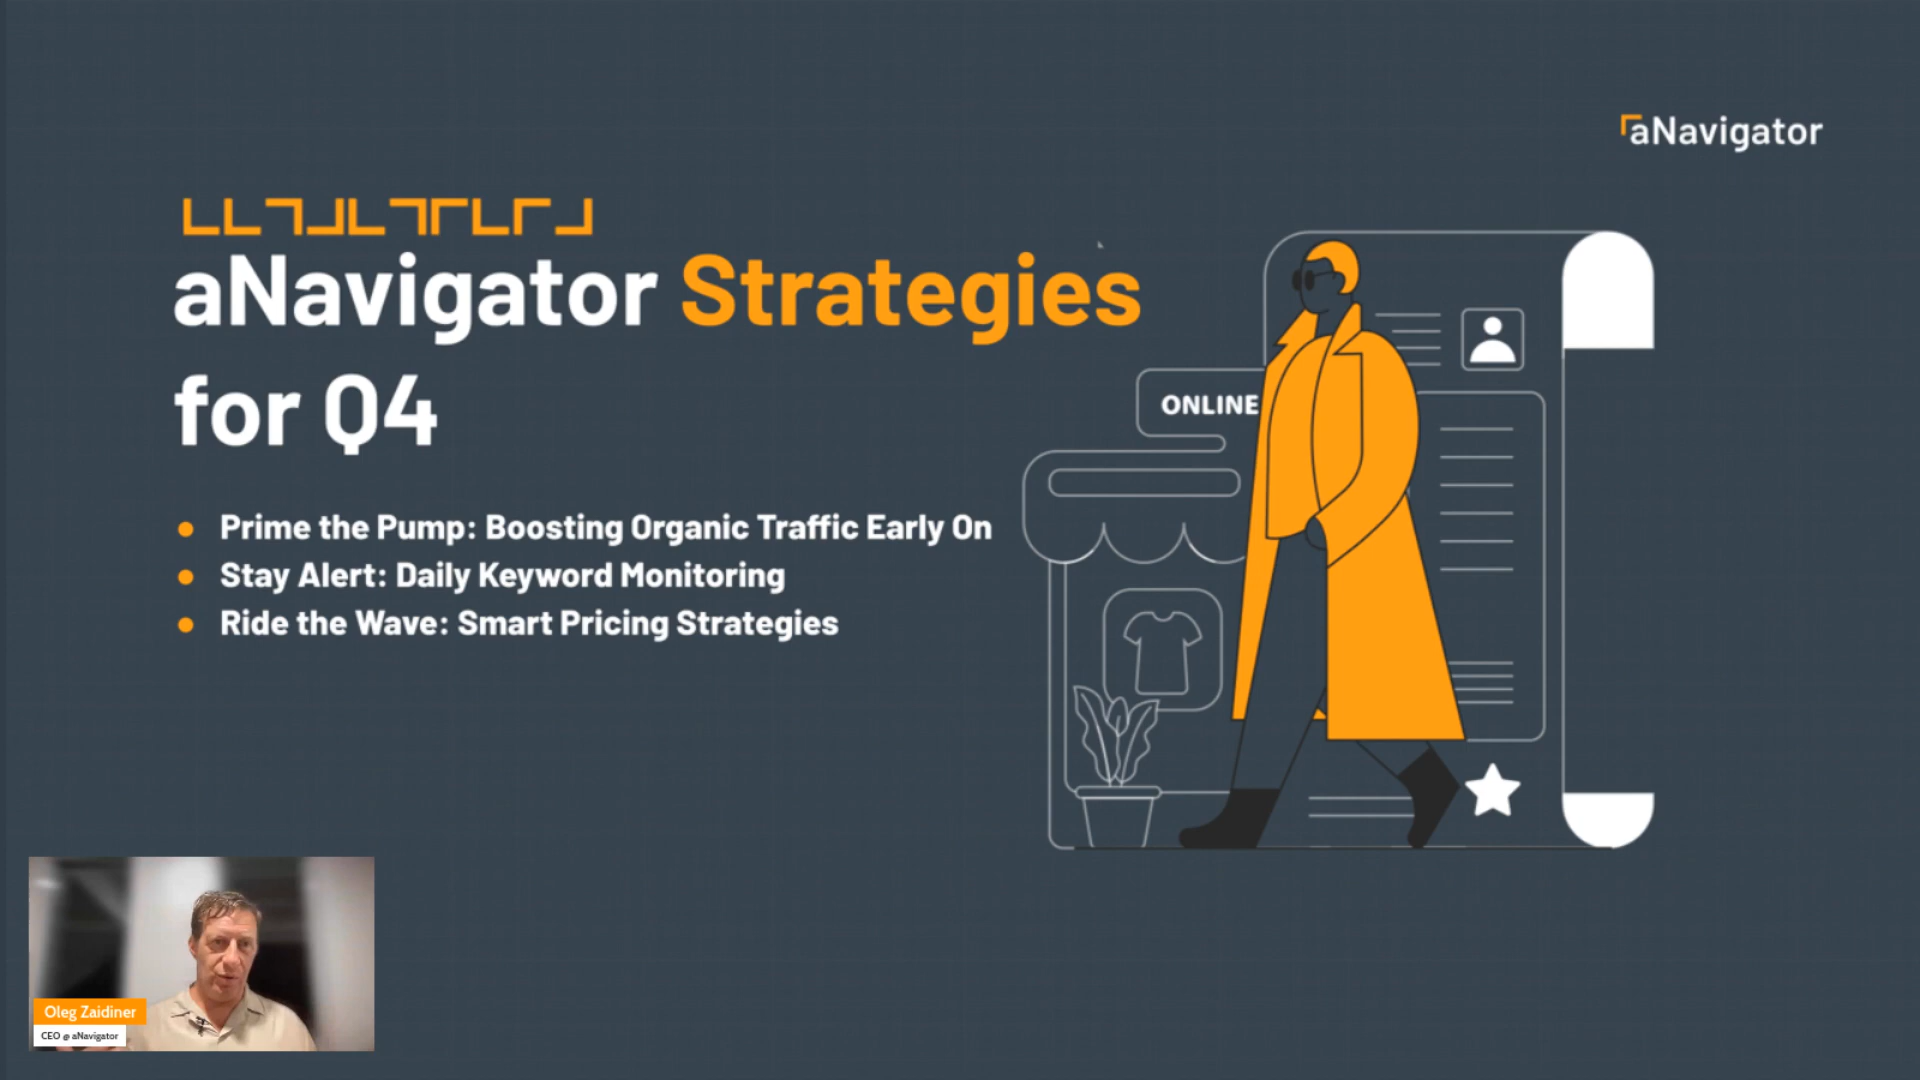 aNavigator
aNavigator Strategies
for Q4
ONLINE
• Prime the Pump: Boosting Organic Traffic Early On
• Stay Alert: Daily Keyword Monitoring
• Ride the Wave: Smart Pricing Strategies
Oleg Zaidiner
CEO @ aNavigator